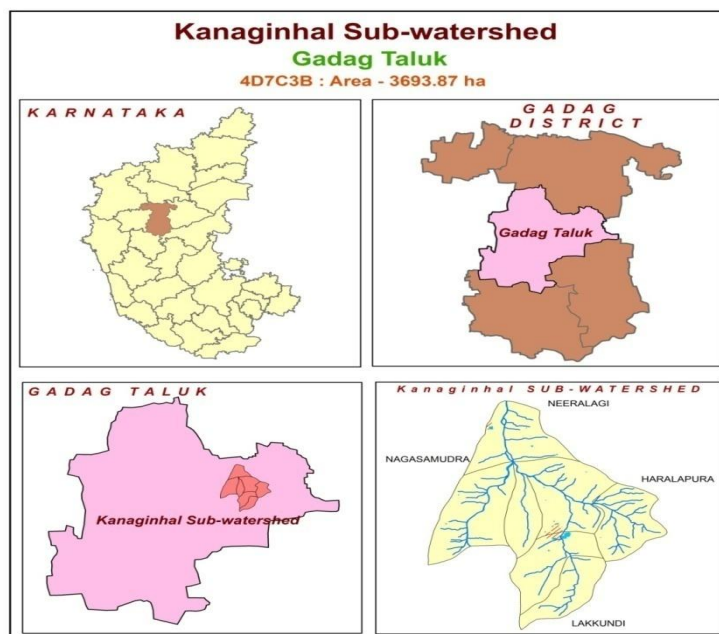 Kanaginhal Sub-watershed
Gadag Taluk
4D7C3B : Area - 3693.87 ha
KARNATAKA
GADAG
DISTRICT
Gadag Taluk
GADAG TALUK
Kanaginhal Sub-watershed
Kanaginhal SUB-WATERSHED
NEERALAGI
NAGASAMUDRA
HARALAPURA
LAKKUNDI